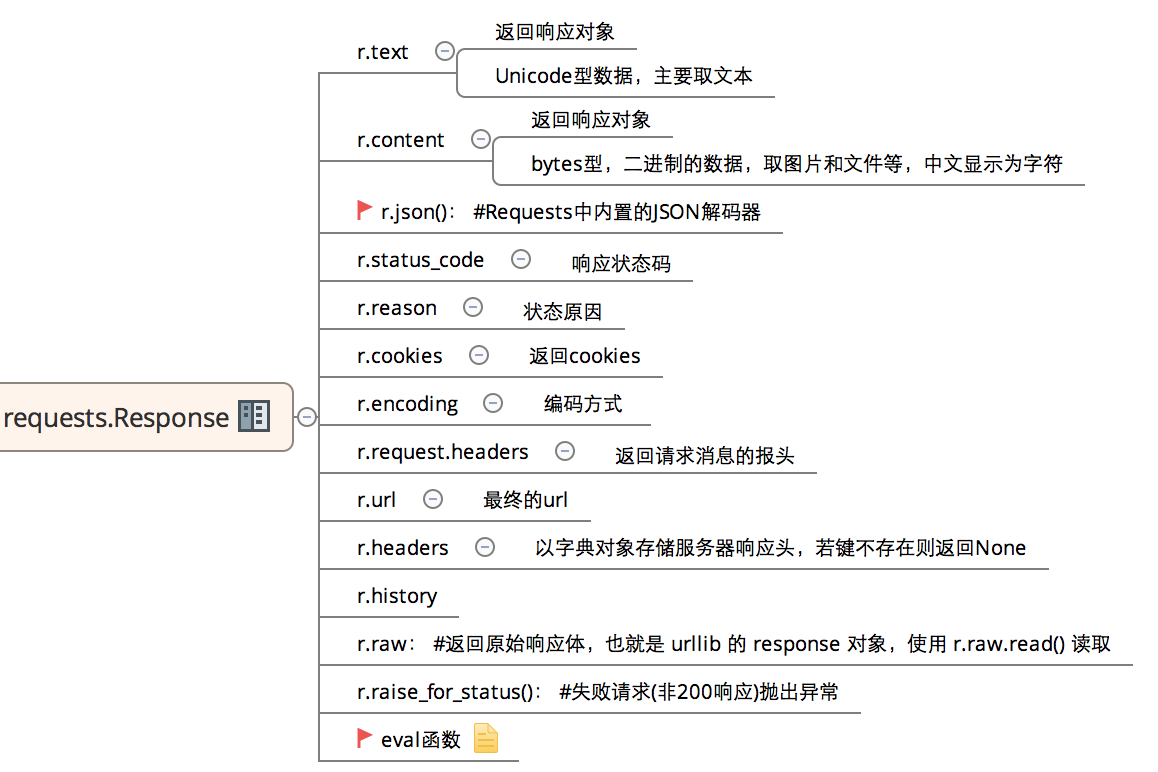 r.text
返回响应对象
Unicode型数据，主要取文本
r.content
返回响应对象
bytes型，二进制的数据，取图片和文件等，中文显示为字符
r.json()： #Requests中内置的JSON解码器
r.status_code 响应状态码
r.reason 状态原因
r.cookies 返回cookies
r.encoding 编码方式
requests.Response
r.request.headers 返回请求消息的报头
r.url 最终的url
r.headers 以字典对象存储服务器响应头，若键不存在则返回None
r.history
r.raw： #返回原始响应体，也就是 urllib 的 response 对象，使用 r.raw.read() 读取
r.raise_for_status()： #失败请求(非200响应)抛出异常
eval函数